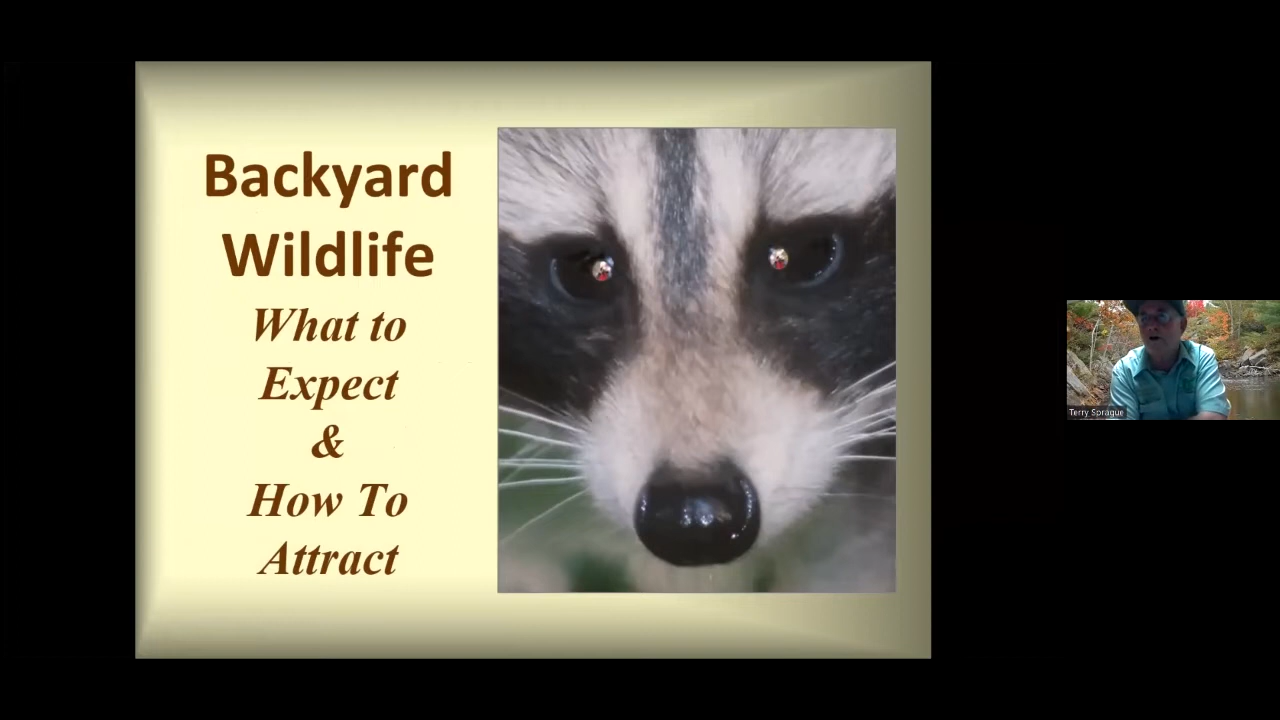 Backyard
Wildlife
What to
Expect
&
How To
Attract
Terry Sprague